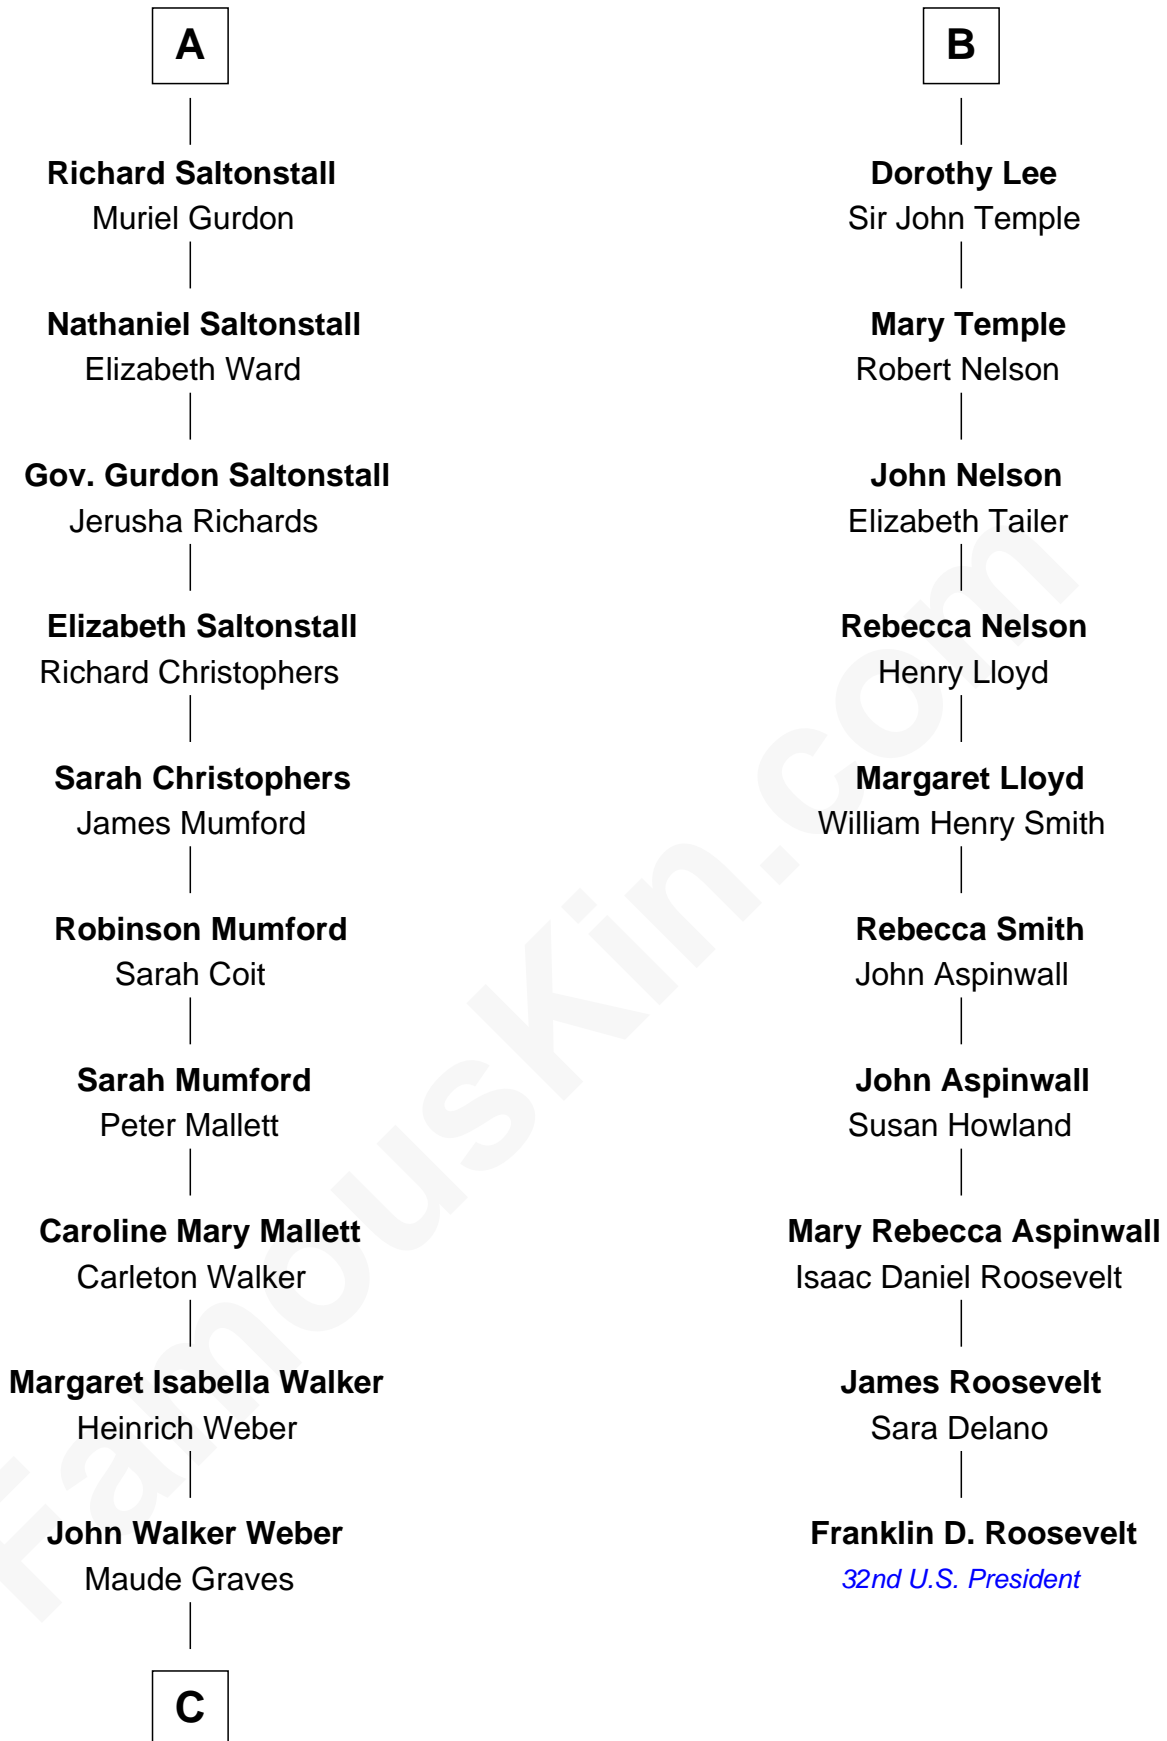 A
Richard Saltonstall
Muriel Gurdon
Nathaniel Saltonstall
Elizabeth Ward
Gov. Gurdon Saltonstall
Jerusha Richards
Elizabeth Saltonstall
Richard Christophers
Sarah Christophers
James Mumford
Robinson Mumford
Sarah Coit
Sarah Mumford
Peter Mallett
Caroline Mary Mallett
Carleton Walker
Margaret Isabella Walker
Heinrich Weber
John Walker Weber
Maude Graves
C
B
Dorothy Lee
Sir John Temple
Mary Temple
Robert Nelson
John Nelson
Elizabeth Tailer
Rebecca Nelson
Henry Lloyd
Margaret Lloyd
William Henry Smith
Rebecca Smith
John Aspinwall
John Aspinwall
Susan Howland
Mary Rebecca Aspinwall
Isaac Daniel Roosevelt
James Roosevelt
Sara Delano
Franklin D. Roosevelt
32nd U.S. President
FamousKin.com